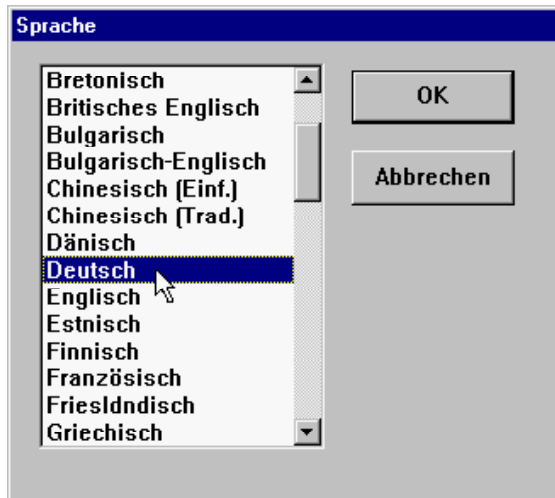 Sprache
Bretonisch
Britisches Englisch
Bulgarisch
Bulgarisch-Englisch
Chinesisch (Einf.)
Chinesisch (Trad.)
Dänisch
Deutsch
Englisch
Estnisch
Finnisch
Französisch
Friesldndisch
Griechisch
OK
Abbrechen